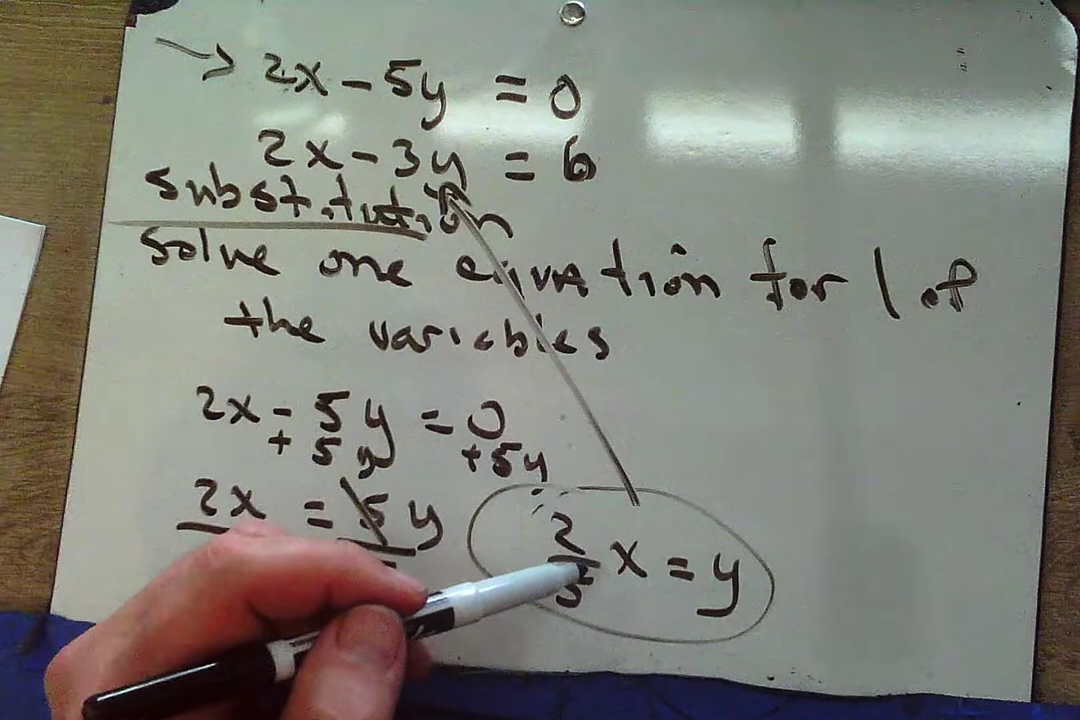 → 2x - 5y = 0
2x - 3y = 6
substitution
solve one equation for 1 of
the variables
2x - 5y = 0
+ 5y +5y
2x = 5y
2/5 x = y